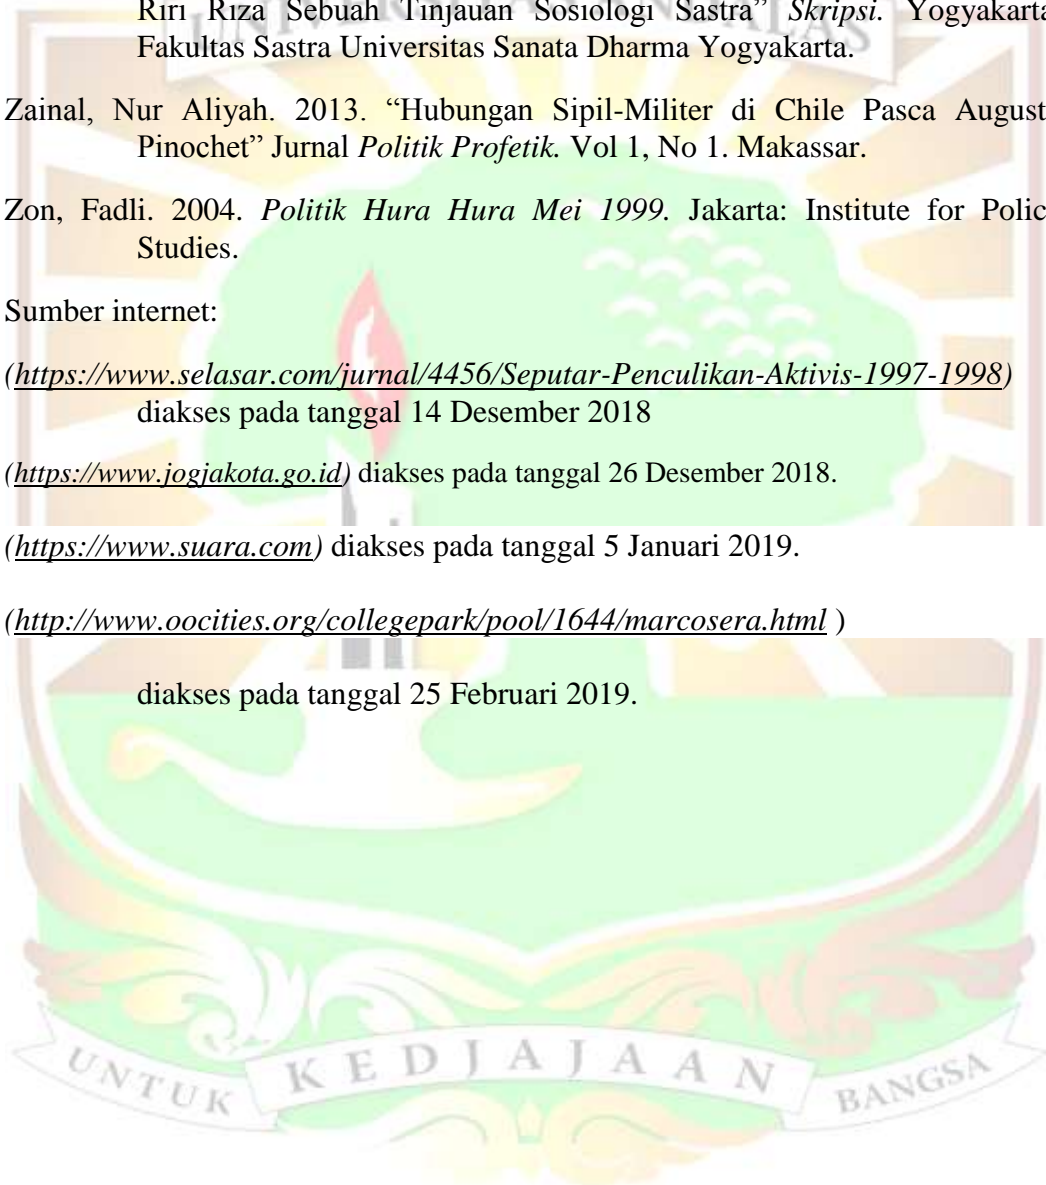 Riri Riza Sebuah Tinjauan Sosiologi Sastra” Skripsi. Yogyakarta
Fakultas Sastra Universitas Sanata Dharma Yogyakarta.
Zainal, Nur Aliyah. 2013. “Hubungan Sipil-Militer di Chile Pasca August
Pinochet” Jurnal Politik Profetik. Vol 1, No 1. Makassar.
Zon, Fadli. 2004. Politik Hura Hura Mei 1999. Jakarta: Institute for Polic
Studies.
Sumber internet:
(https://www.selasar.com/jurnal/4456/Seputar-Penculikan-Aktivis-1997-1998)
diakses pada tanggal 14 Desember 2018
(https://www.jogjakota.go.id) diakses pada tanggal 26 Desember 2018.
(https://www.suara.com) diakses pada tanggal 5 Januari 2019.
(http://www.oocities.org/collegepark/pool/1644/marcosera.html )
diakses pada tanggal 25 Februari 2019.
UNTUK KEDJAJAAN BANGSA